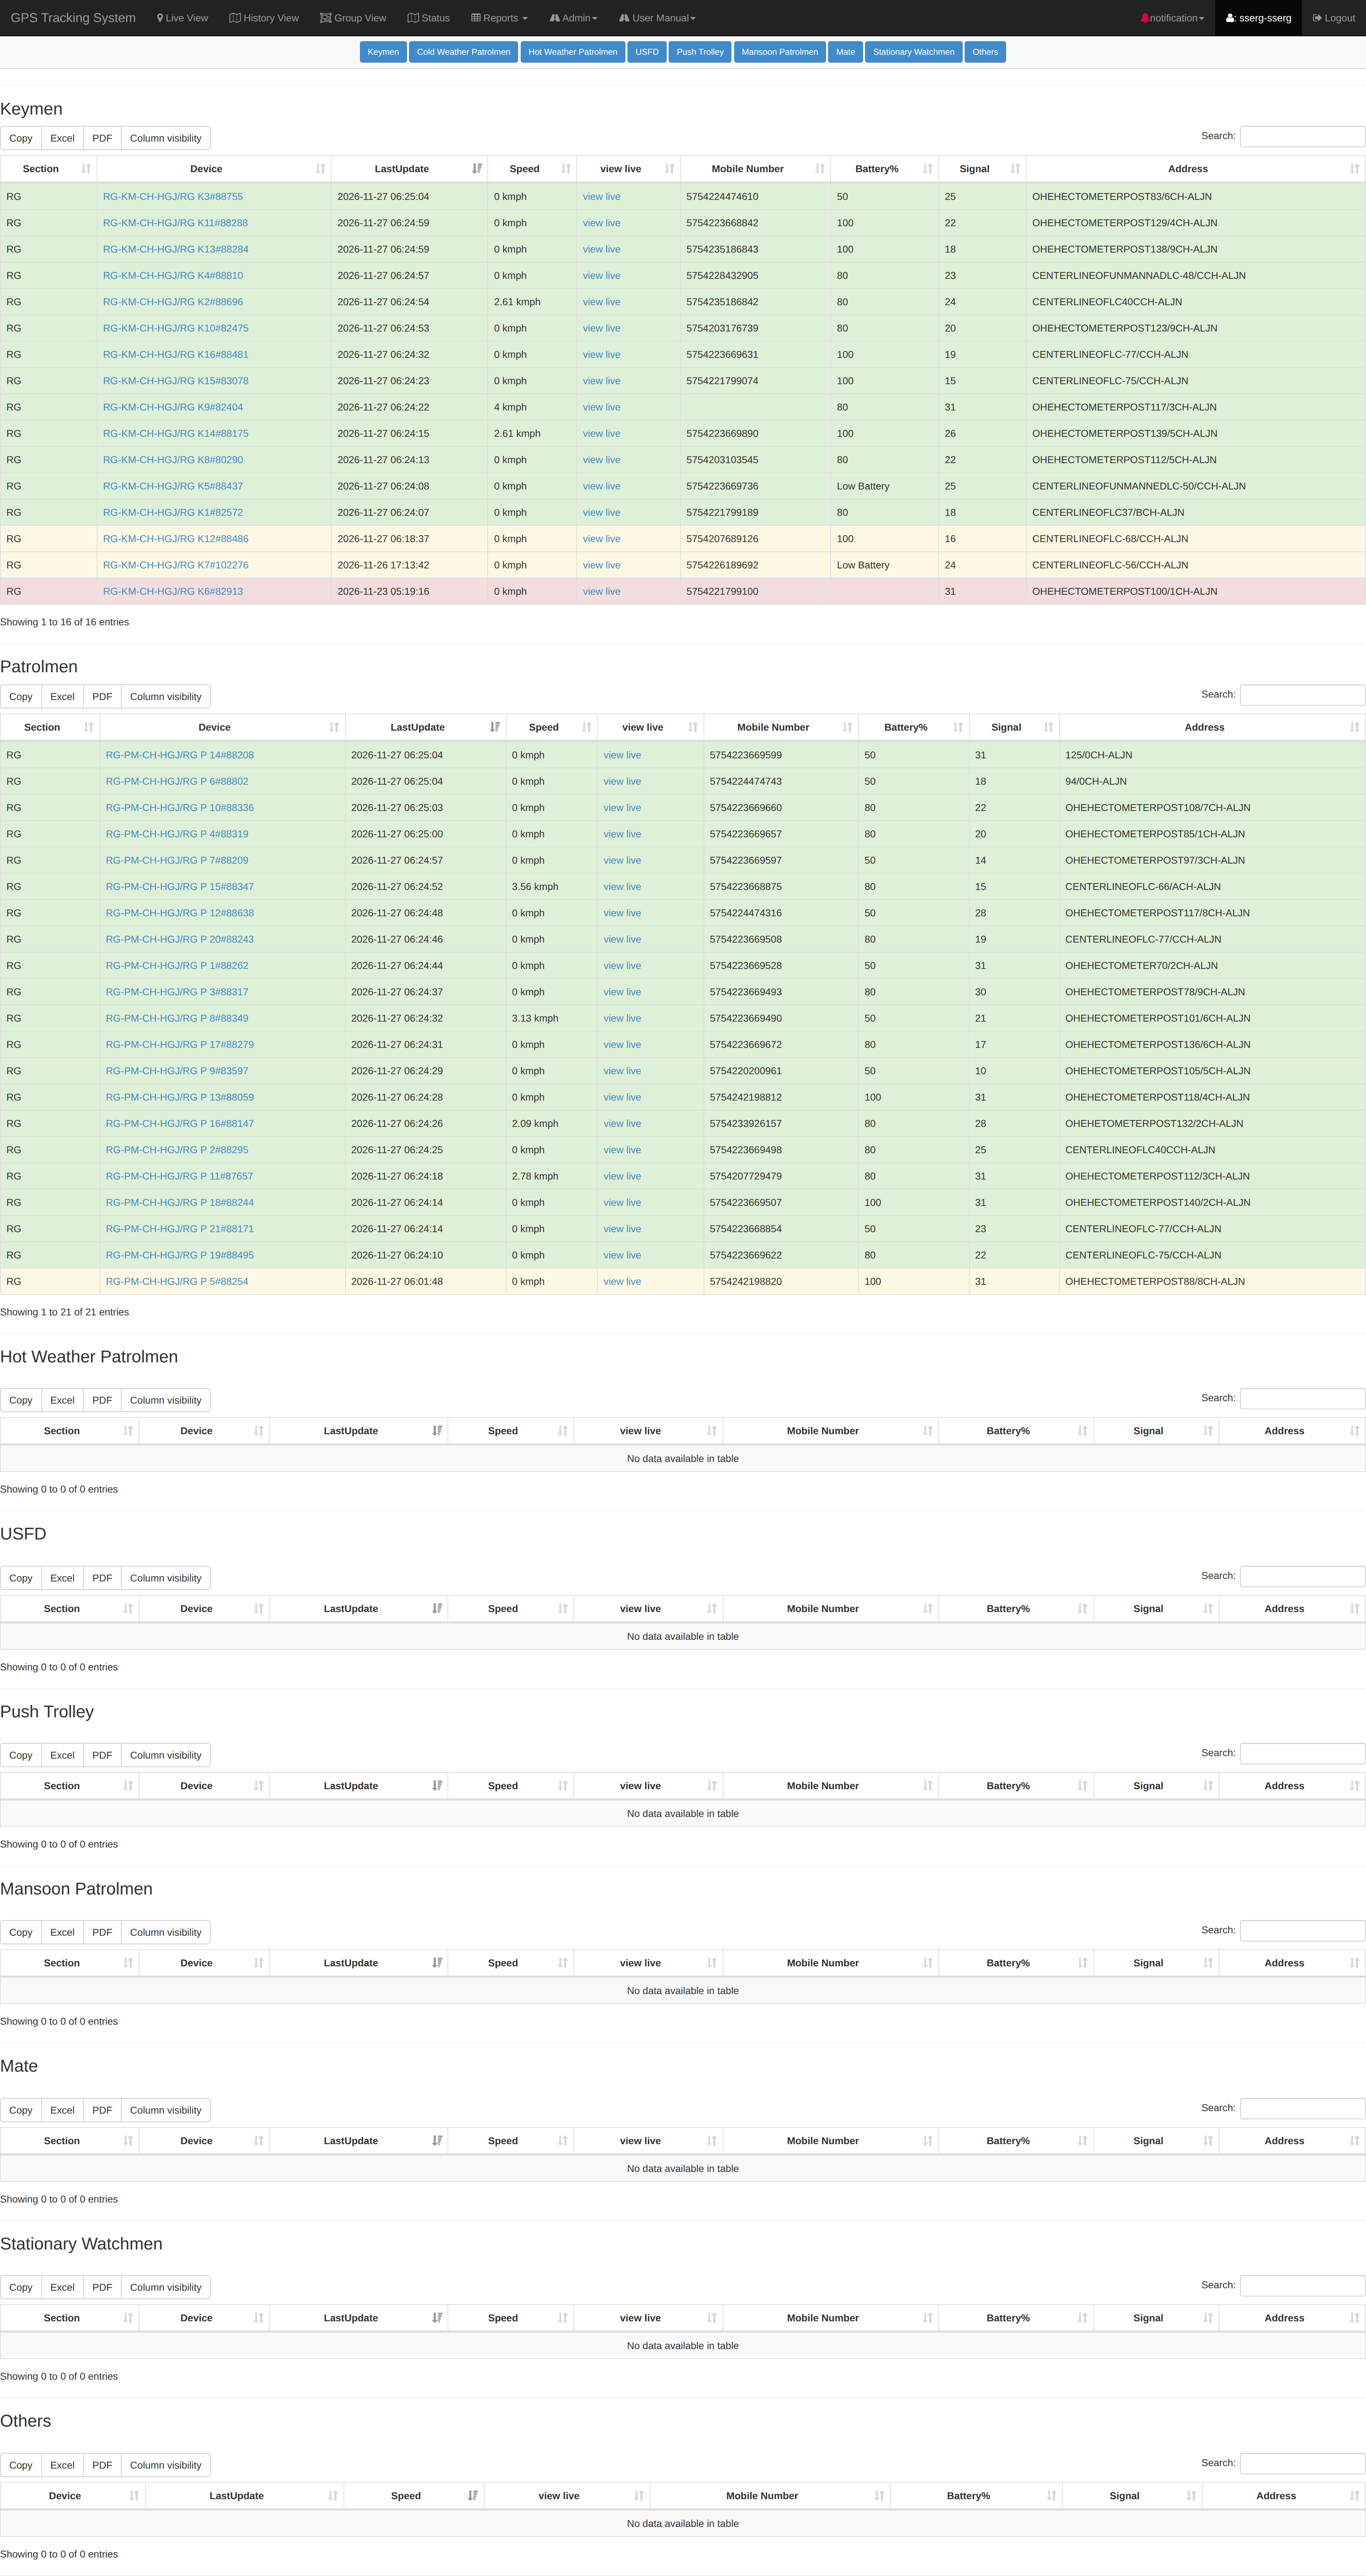 GPS Tracking System Live View History View Group View Status Reports Admin User Manual notification : sserg-sserg Logout
Keymen Cold Weather Patrolmen Hot Weather Patrolmen USFD Push Trolley Mansoon Patrolmen Mate Stationary Watchmen Others
Keymen
Copy Excel PDF Column visibility Search:
Section Device LastUpdate Speed view live Mobile Number Battery% Signal Address
RG RG-KM-CH-HGJ/RG K3#88755 2026-11-27 06:25:04 0 kmph view live 5754224474610 50 25 OHEHECTOMETERPOST83/6CH-ALJN
RG RG-KM-CH-HGJ/RG K11#88288 2026-11-27 06:24:59 0 kmph view live 5754223668842 100 22 OHEHECTOMETERPOST129/4CH-ALJN
RG RG-KM-CH-HGJ/RG K13#88284 2026-11-27 06:24:59 0 kmph view live 5754235186843 100 18 OHEHECTOMETERPOST138/9CH-ALJN
RG RG-KM-CH-HGJ/RG K4#88810 2026-11-27 06:24:57 0 kmph view live 5754228432905 80 23 CENTERLINEOFUNMANNADLC-48/CCH-ALJN
RG RG-KM-CH-HGJ/RG K2#88696 2026-11-27 06:24:54 2.61 kmph view live 5754235186842 80 24 CENTERLINEOFLC40CCH-ALJN
RG RG-KM-CH-HGJ/RG K10#82475 2026-11-27 06:24:53 0 kmph view live 5754203176739 80 20 OHEHECTOMETERPOST123/9CH-ALJN
RG RG-KM-CH-HGJ/RG K16#88481 2026-11-27 06:24:32 0 kmph view live 5754223669631 100 19 CENTERLINEOFLC-77/CCH-ALJN
RG RG-KM-CH-HGJ/RG K15#83078 2026-11-27 06:24:23 0 kmph view live 5754221799074 100 15 CENTERLINEOFLC-75/CCH-ALJN
RG RG-KM-CH-HGJ/RG K9#82404 2026-11-27 06:24:22 4 kmph view live 80 31 OHEHECTOMETERPOST117/3CH-ALJN
RG RG-KM-CH-HGJ/RG K14#88175 2026-11-27 06:24:15 2.61 kmph view live 5754223669890 100 26 OHEHECTOMETERPOST139/5CH-ALJN
RG RG-KM-CH-HGJ/RG K8#80290 2026-11-27 06:24:13 0 kmph view live 5754203103545 80 22 OHEHECTOMETERPOST112/5CH-ALJN
RG RG-KM-CH-HGJ/RG K5#88437 2026-11-27 06:24:08 0 kmph view live 5754223669736 Low Battery 25 CENTERLINEOFUNMANNEDLC-50/CCH-ALJN
RG RG-KM-CH-HGJ/RG K1#82572 2026-11-27 06:24:07 0 kmph view live 5754221799189 80 18 CENTERLINEOFLC37/BCH-ALJN
RG RG-KM-CH-HGJ/RG K12#88486 2026-11-27 06:18:37 0 kmph view live 5754207689126 100 16 CENTERLINEOFLC-68/CCH-ALJN
RG RG-KM-CH-HGJ/RG K7#102276 2026-11-26 17:13:42 0 kmph view live 5754226189692 Low Battery 24 CENTERLINEOFLC-56/CCH-ALJN
RG RG-KM-CH-HGJ/RG K6#82913 2026-11-23 05:19:16 0 kmph view live 5754221799100 31 OHEHECTOMETERPOST100/1CH-ALJN
Showing 1 to 16 of 16 entries
Patrolmen
Copy Excel PDF Column visibility Search:
Section Device LastUpdate Speed view live Mobile Number Battery% Signal Address
RG RG-PM-CH-HGJ/RG P 14#88208 2026-11-27 06:25:04 0 kmph view live 5754223669599 50 31 125/0CH-ALJN
RG RG-PM-CH-HGJ/RG P 6#88802 2026-11-27 06:25:04 0 kmph view live 5754224474743 50 18 94/0CH-ALJN
RG RG-PM-CH-HGJ/RG P 10#88336 2026-11-27 06:25:03 0 kmph view live 5754223669660 80 22 OHEHECTOMETERPOST108/7CH-ALJN
RG RG-PM-CH-HGJ/RG P 4#88319 2026-11-27 06:25:00 0 kmph view live 5754223669657 80 20 OHEHECTOMETERPOST85/1CH-ALJN
RG RG-PM-CH-HGJ/RG P 7#88209 2026-11-27 06:24:57 0 kmph view live 5754223669597 50 14 OHEHECTOMETERPOST97/3CH-ALJN
RG RG-PM-CH-HGJ/RG P 15#88347 2026-11-27 06:24:52 3.56 kmph view live 5754223668875 80 15 CENTERLINEOFLC-66/ACH-ALJN
RG RG-PM-CH-HGJ/RG P 12#88638 2026-11-27 06:24:48 0 kmph view live 5754224474316 50 28 OHEHECTOMETERPOST117/8CH-ALJN
RG RG-PM-CH-HGJ/RG P 20#88243 2026-11-27 06:24:46 0 kmph view live 5754223669508 80 19 CENTERLINEOFLC-77/CCH-ALJN
RG RG-PM-CH-HGJ/RG P 1#88262 2026-11-27 06:24:44 0 kmph view live 5754223669528 50 31 OHEHECTOMETER70/2CH-ALJN
RG RG-PM-CH-HGJ/RG P 3#88317 2026-11-27 06:24:37 0 kmph view live 5754223669493 80 30 OHEHECTOMETERPOST78/9CH-ALJN
RG RG-PM-CH-HGJ/RG P 8#88349 2026-11-27 06:24:32 3.13 kmph view live 5754223669490 50 21 OHEHECTOMETERPOST101/6CH-ALJN
RG RG-PM-CH-HGJ/RG P 17#88279 2026-11-27 06:24:31 0 kmph view live 5754223669672 80 17 OHEHECTOMETERPOST136/6CH-ALJN
RG RG-PM-CH-HGJ/RG P 9#83597 2026-11-27 06:24:29 0 kmph view live 5754220200961 50 10 OHEHECTOMETERPOST105/5CH-ALJN
RG RG-PM-CH-HGJ/RG P 13#88059 2026-11-27 06:24:28 0 kmph view live 5754242198812 100 31 OHEHECTOMETERPOST118/4CH-ALJN
RG RG-PM-CH-HGJ/RG P 16#88147 2026-11-27 06:24:26 2.09 kmph view live 5754233926157 80 28 OHEHETOMETERPOST132/2CH-ALJN
RG RG-PM-CH-HGJ/RG P 2#88295 2026-11-27 06:24:25 0 kmph view live 5754223669498 80 25 CENTERLINEOFLC40CCH-ALJN
RG RG-PM-CH-HGJ/RG P 11#87657 2026-11-27 06:24:18 2.78 kmph view live 5754207729479 80 31 OHEHECTOMETERPOST112/3CH-ALJN
RG RG-PM-CH-HGJ/RG P 18#88244 2026-11-27 06:24:14 0 kmph view live 5754223669507 100 31 OHEHECTOMETERPOST140/2CH-ALJN
RG RG-PM-CH-HGJ/RG P 21#88171 2026-11-27 06:24:14 0 kmph view live 5754223668854 50 23 CENTERLINEOFLC-77/CCH-ALJN
RG RG-PM-CH-HGJ/RG P 19#88495 2026-11-27 06:24:10 0 kmph view live 5754223669622 80 22 CENTERLINEOFLC-75/CCH-ALJN
RG RG-PM-CH-HGJ/RG P 5#88254 2026-11-27 06:01:48 0 kmph view live 5754242198820 100 31 OHEHECTOMETERPOST88/8CH-ALJN
Showing 1 to 21 of 21 entries
Hot Weather Patrolmen
Copy Excel PDF Column visibility Search:
Section Device LastUpdate Speed view live Mobile Number Battery% Signal Address
No data available in table
Showing 0 to 0 of 0 entries
USFD
Copy Excel PDF Column visibility Search:
Section Device LastUpdate Speed view live Mobile Number Battery% Signal Address
No data available in table
Showing 0 to 0 of 0 entries
Push Trolley
Copy Excel PDF Column visibility Search:
Section Device LastUpdate Speed view live Mobile Number Battery% Signal Address
No data available in table
Showing 0 to 0 of 0 entries
Mansoon Patrolmen
Copy Excel PDF Column visibility Search:
Section Device LastUpdate Speed view live Mobile Number Battery% Signal Address
No data available in table
Showing 0 to 0 of 0 entries
Mate
Copy Excel PDF Column visibility Search:
Section Device LastUpdate Speed view live Mobile Number Battery% Signal Address
No data available in table
Showing 0 to 0 of 0 entries
Stationary Watchmen
Copy Excel PDF Column visibility Search:
Section Device LastUpdate Speed view live Mobile Number Battery% Signal Address
No data available in table
Showing 0 to 0 of 0 entries
Others
Copy Excel PDF Column visibility Search:
Device LastUpdate Speed view live Mobile Number Battery% Signal Address
No data available in table
Showing 0 to 0 of 0 entries